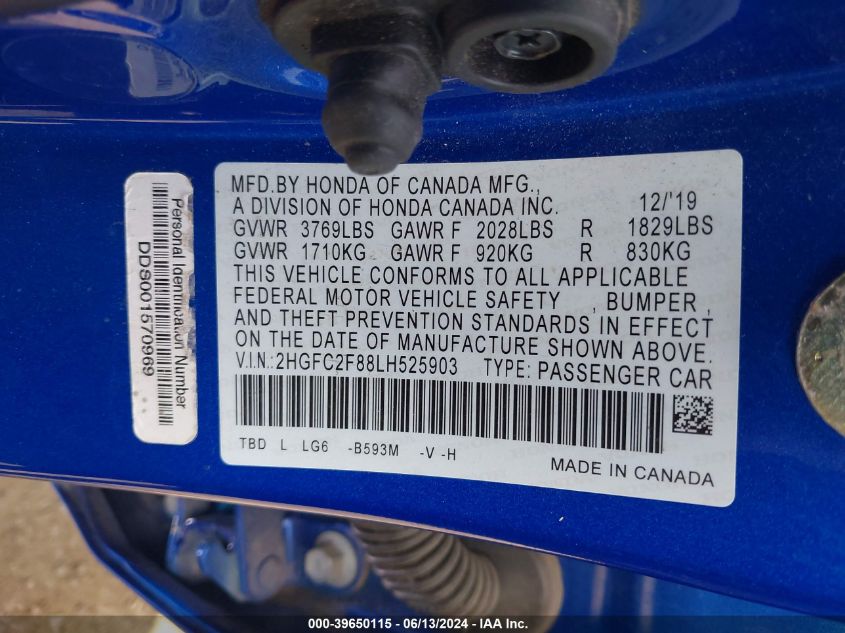 MFD.BY HONDA OF CANADA MFG.,
A DIVISION OF HONDA CANADA INC. 12/'19
GVWR 3769LBS GAWR F 2028LBS R 1829LBS
GVWR 1710KG GAWR F 920KG R 830KG
THIS VEHICLE CONFORMS TO ALL APPLICABLE
FEDERAL MOTOR VEHICLE SAFETY , BUMPER ,
AND THEFT PREVENTION STANDARDS IN EFFECT
ON THE DATE OF MANUFACTURE SHOWN ABOVE.
V.I.N.:2HGFC2F88LH525903 TYPE: PASSENGER CAR
TBD L LG6 -B593M -V -H
MADE IN CANADA
Personal Identification Number
DDS001570969
000-39650115 - 06/13/2024 - IAA Inc.